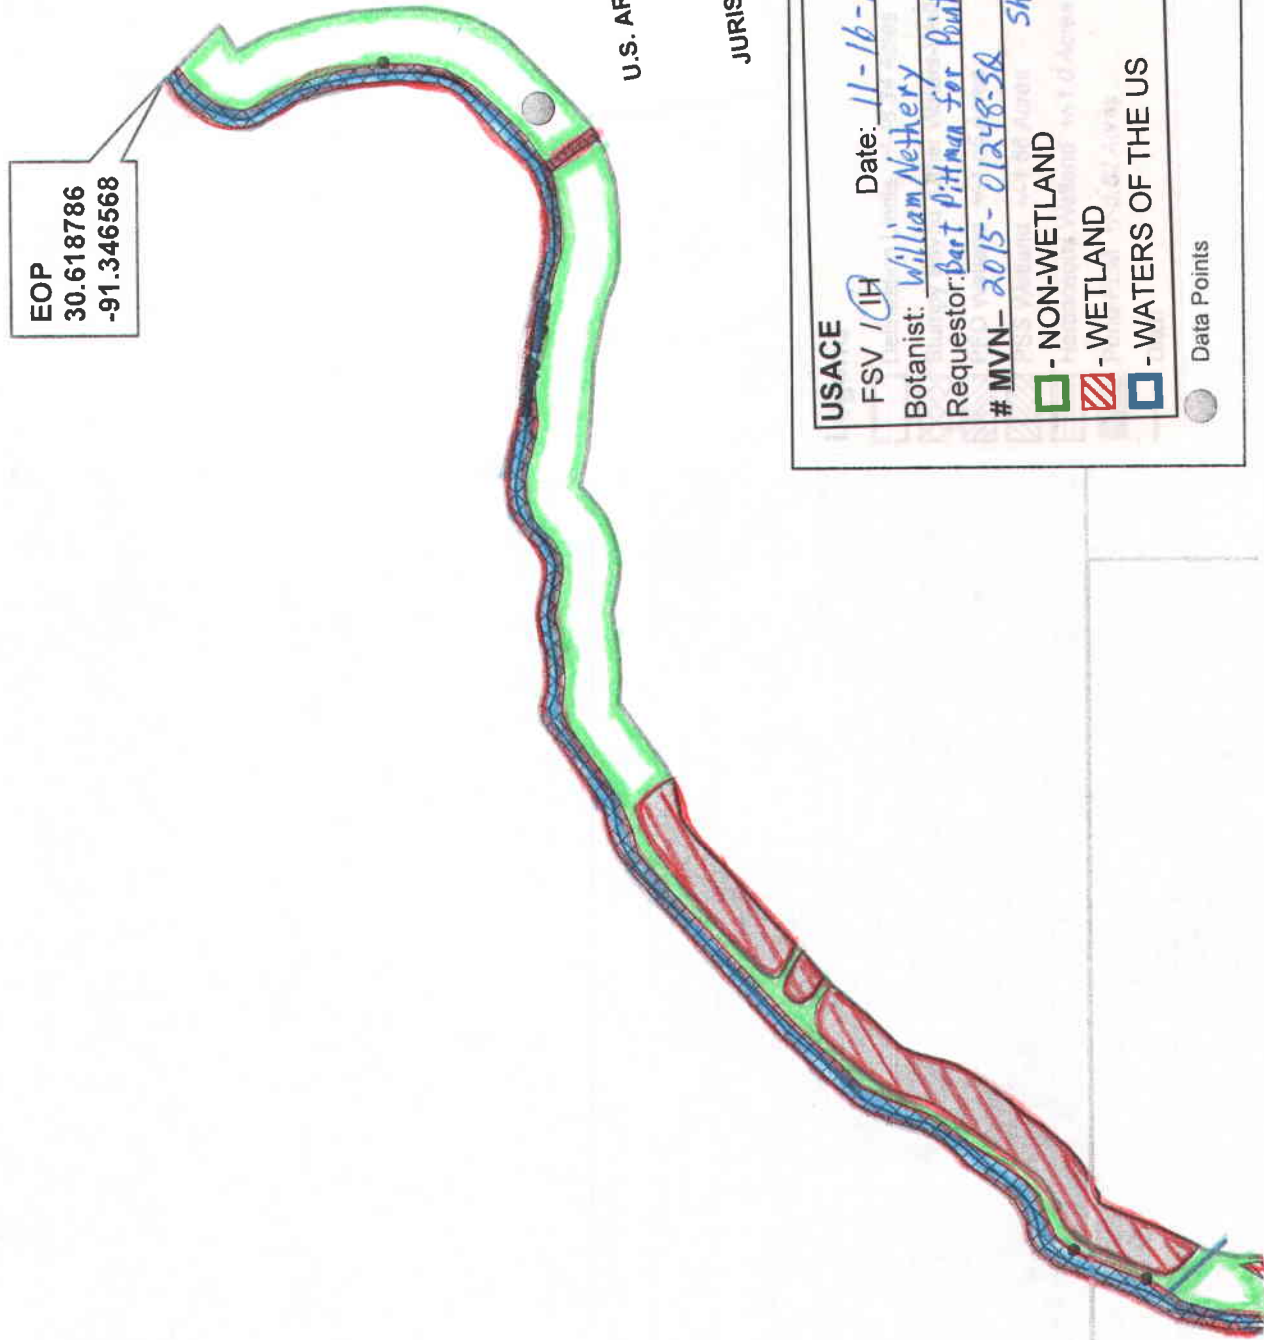 EOP
30.618786
-91.346568
U.S.
JURIS
USACE
FSV / IH Date: 11-16-
Botanist: William Nethery
Requestor: Bart Pittman for
# MVN- 2015-01248-SR
- NON-WETLAND
- WETLAND
- WATERS OF THE US
Data Points